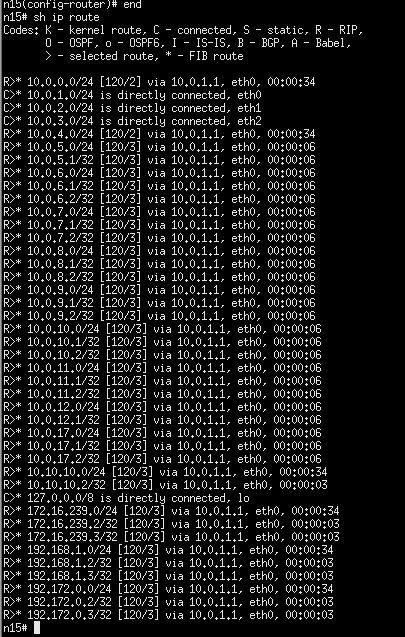 n15(config-router)# end
n15# sh ip route
Codes: K - kernel route, C - connected, S - static, R - RIP,
O - OSPF, o - OSPF6, I - IS-IS, B - BGP, A - Babel,
> - selected route, * - FIB route
R>* 10.0.0.0/24 [120/2] via 10.0.1.1, eth0, 00:00:34
C>* 10.0.1.0/24 is directly connected, eth0
C>* 10.0.2.0/24 is directly connected, eth1
C>* 10.0.3.0/24 is directly connected, eth2
R>* 10.0.4.0/24 [120/2] via 10.0.1.1, eth0, 00:00:34
R>* 10.0.5.0/24 [120/3] via 10.0.1.1, eth0, 00:00:06
R>* 10.0.5.1/32 [120/3] via 10.0.1.1, eth0, 00:00:06
R>* 10.0.6.0/24 [120/3] via 10.0.1.1, eth0, 00:00:06
R>* 10.0.6.1/32 [120/3] via 10.0.1.1, eth0, 00:00:06
R>* 10.0.6.2/32 [120/3] via 10.0.1.1, eth0, 00:00:06
R>* 10.0.7.0/24 [120/3] via 10.0.1.1, eth0, 00:00:06
R>* 10.0.7.1/32 [120/3] via 10.0.1.1, eth0, 00:00:06
R>* 10.0.7.2/32 [120/3] via 10.0.1.1, eth0, 00:00:06
R>* 10.0.8.0/24 [120/3] via 10.0.1.1, eth0, 00:00:06
R>* 10.0.8.1/32 [120/3] via 10.0.1.1, eth0, 00:00:06
R>* 10.0.8.2/32 [120/3] via 10.0.1.1, eth0, 00:00:06
R>* 10.0.9.0/24 [120/3] via 10.0.1.1, eth0, 00:00:06
R>* 10.0.9.1/32 [120/3] via 10.0.1.1, eth0, 00:00:06
R>* 10.0.9.2/32 [120/3] via 10.0.1.1, eth0, 00:00:06
R>* 10.0.10.0/24 [120/3] via 10.0.1.1, eth0, 00:00:06
R>* 10.0.10.1/32 [120/3] via 10.0.1.1, eth0, 00:00:06
R>* 10.0.10.2/32 [120/3] via 10.0.1.1, eth0, 00:00:06
R>* 10.0.11.0/24 [120/3] via 10.0.1.1, eth0, 00:00:06
R>* 10.0.11.1/32 [120/3] via 10.0.1.1, eth0, 00:00:06
R>* 10.0.11.2/32 [120/3] via 10.0.1.1, eth0, 00:00:06
R>* 10.0.12.0/24 [120/3] via 10.0.1.1, eth0, 00:00:06
R>* 10.0.12.1/32 [120/3] via 10.0.1.1, eth0, 00:00:06
R>* 10.0.17.0/24 [120/3] via 10.0.1.1, eth0, 00:00:06
R>* 10.0.17.1/32 [120/3] via 10.0.1.1, eth0, 00:00:06
R>* 10.0.17.2/32 [120/3] via 10.0.1.1, eth0, 00:00:06
R>* 10.10.10.0/24 [120/3] via 10.0.1.1, eth0, 00:00:34
R>* 10.10.10.2/32 [120/3] via 10.0.1.1, eth0, 00:00:03
C>* 127.0.0.0/8 is directly connected, lo
R>* 172.16.239.0/24 [120/3] via 10.0.1.1, eth0, 00:00:34
R>* 172.16.239.2/32 [120/3] via 10.0.1.1, eth0, 00:00:03
R>* 172.16.239.3/32 [120/3] via 10.0.1.1, eth0, 00:00:03
R>* 192.168.1.0/24 [120/3] via 10.0.1.1, eth0, 00:00:34
R>* 192.168.1.2/32 [120/3] via 10.0.1.1, eth0, 00:00:03
R>* 192.168.1.3/32 [120/3] via 10.0.1.1, eth0, 00:00:03
R>* 192.172.0.0/24 [120/3] via 10.0.1.1, eth0, 00:00:34
R>* 192.172.0.2/32 [120/3] via 10.0.1.1, eth0, 00:00:03
R>* 192.172.0.3/32 [120/3] via 10.0.1.1, eth0, 00:00:03
n15#